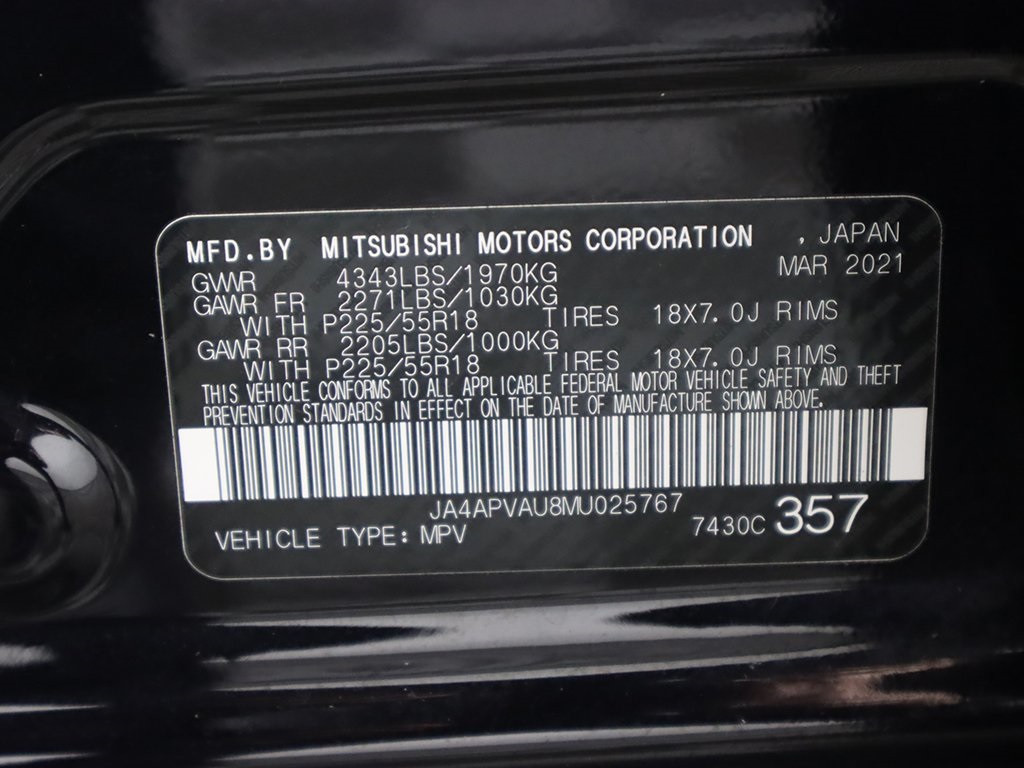 MFD.BY MITSUBISHI MOTORS CORPORATION , JAPAN
MAR 2021
GVWR 4343LBS/1970KG
GAWR FR 2271LBS/1030KG
WITH P225/55R18 TIRES 18X7.0J RIMS
GAWR RR 2205LBS/1000KG
WITH P225/55R18 TIRES 18X7.0J RIMS
THIS VEHICLE CONFORMS TO ALL APPLICABLE FEDERAL MOTOR VEHICLE SAFETY AND THEFT
PREVENTION STANDARDS IN EFFECT ON THE DATE OF MANUFACTURE SHOWN ABOVE.
JA4APVAU8MU025767
VEHICLE TYPE: MPV 7430C 357